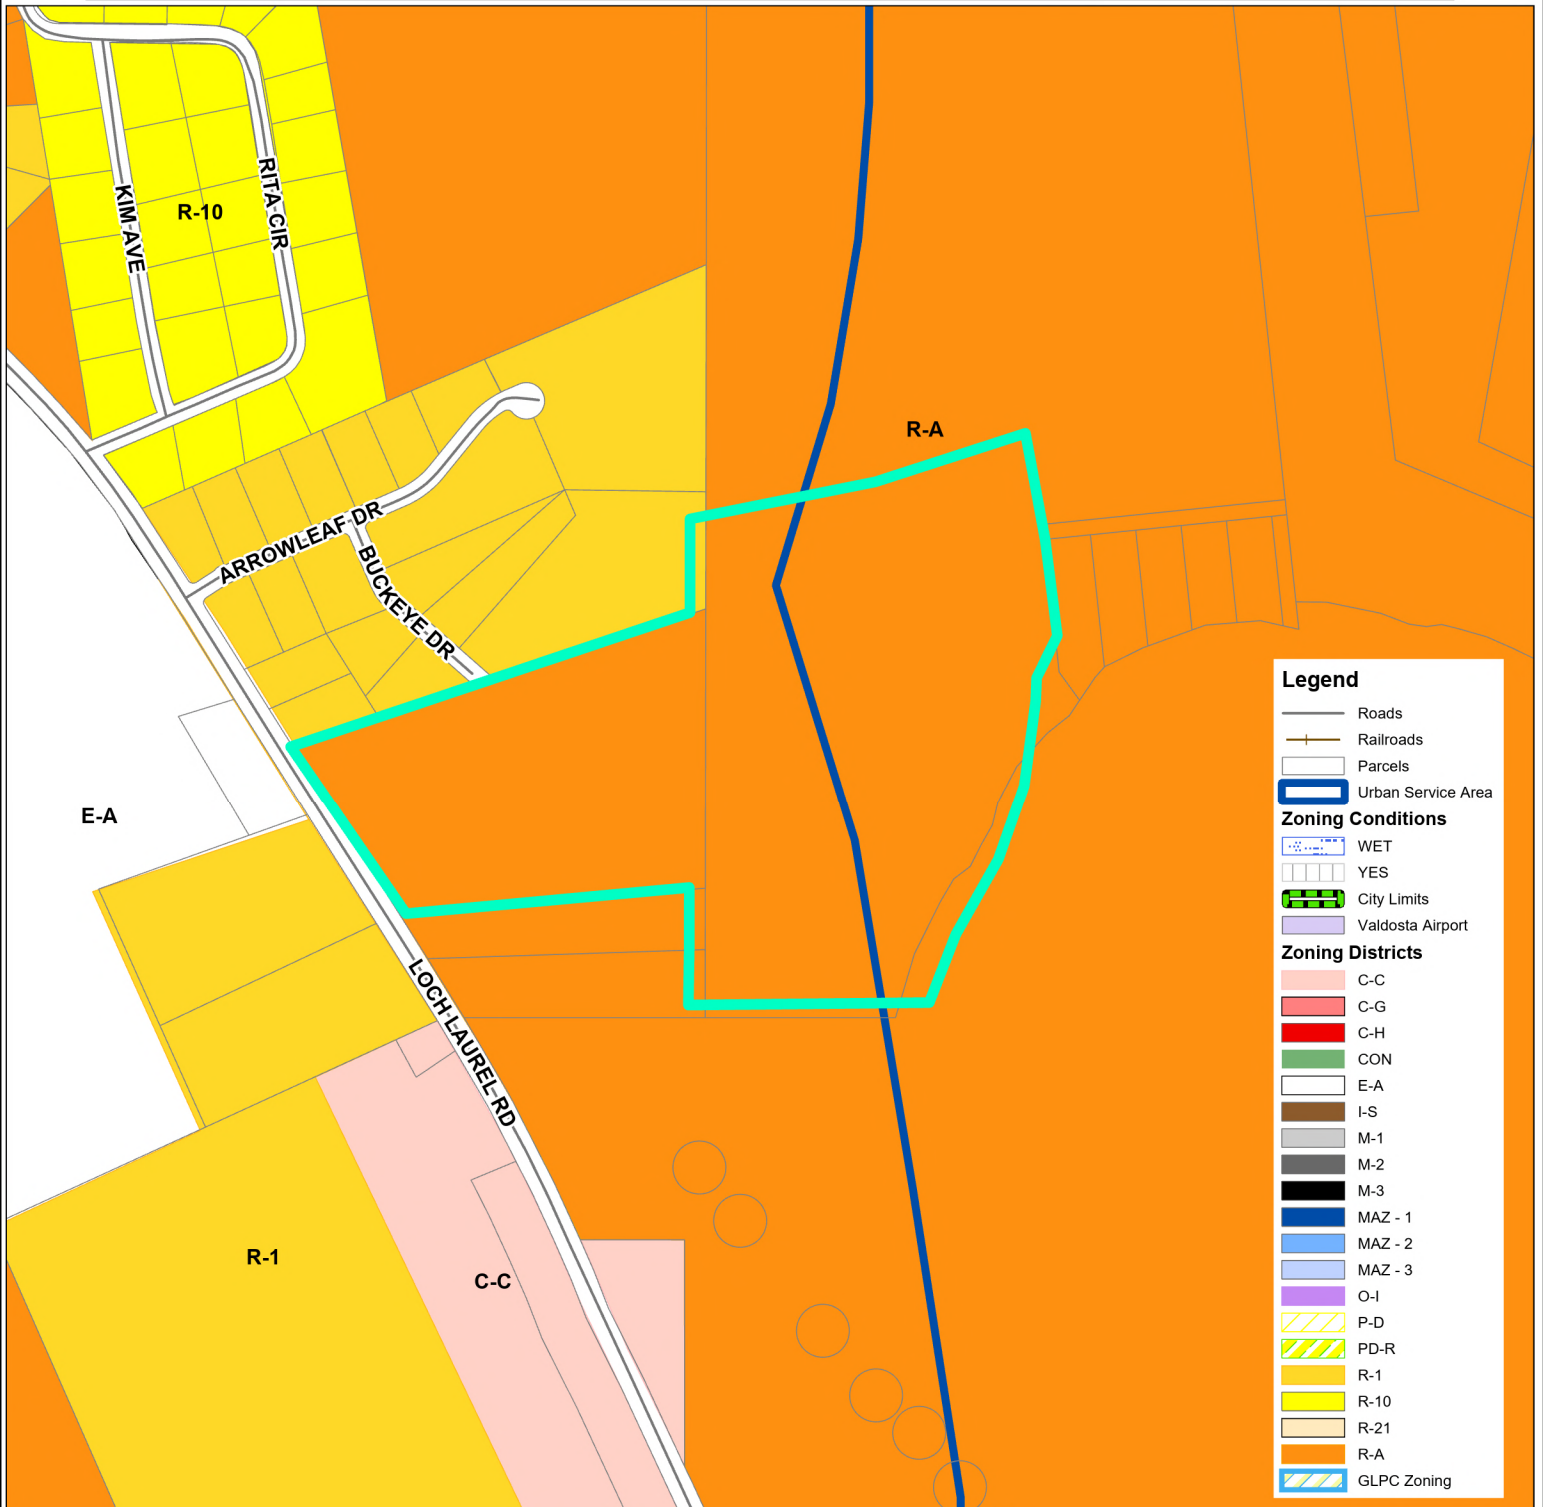 KIM AVE
R-10
RITA CIR
R-A
ARROWLEAF DR
BUCKEYE DR
E-A
LOCH LAUREL RD
R-1
C-C
Legend
Roads
Railroads
Parcels
Urban Service Area
Zoning Conditions
WET
YES
City Limits
Valdosta Airport
Zoning Districts
C-C
C-G
C-H
CON
E-A
I-S
M-1
M-2
M-3
MAZ - 1
MAZ - 2
MAZ - 3
O-I
P-D
PD-R
R-1
R-10
R-21
R-A
GLPC Zoning